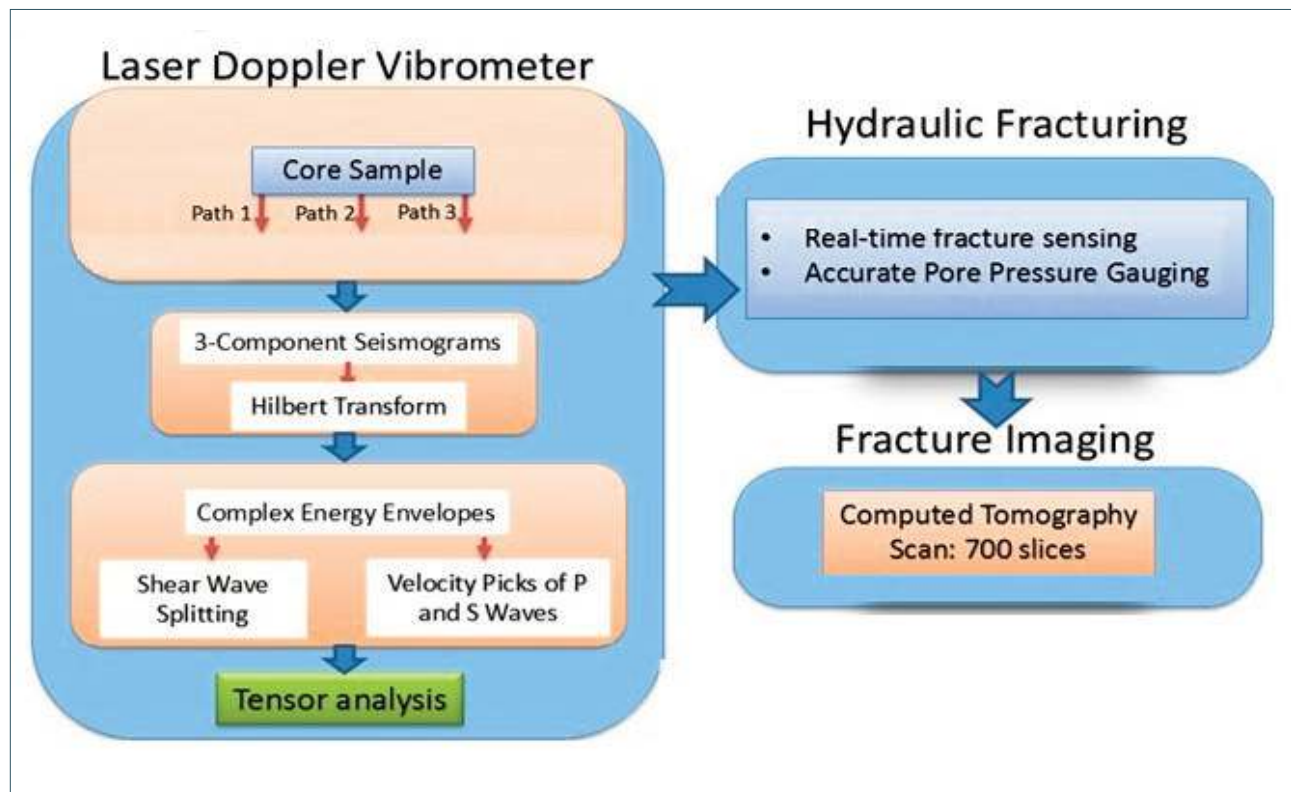 Laser Doppler Vibrometer
Core Sample
Path 1
Path 2
Path 3
3-Component Seismograms
Hilbert Transform
Complex Energy Envelopes
Shear Wave
Splitting
Velocity Picks of P
and S Waves
Tensor analysis
Hydraulic Fracturing
• Real-time fracture sensing
• Accurate Pore Pressure Gauging
Fracture Imaging
Computed Tomography
Scan: 700 slices